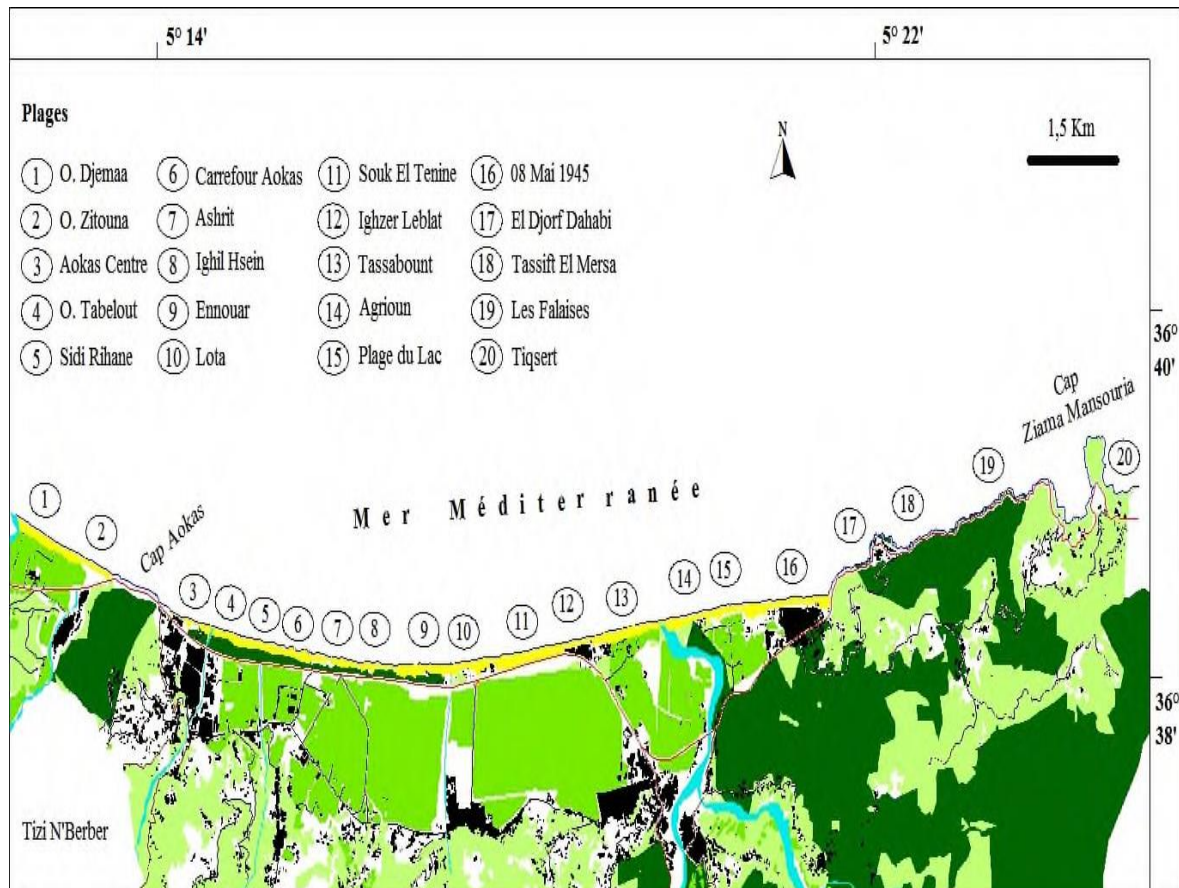 5° 14' 5° 22'
Plages
1,5 Km
N
1 O. Djemaa 6 Carrefour Aokas 11 Souk El Tenine 16 08 Mai 1945
2 O. Zitouna 7 Ashrit 12 Ighzer Leblat 17 El Djorf Dahabi
3 Aokas Centre 8 Ighil Hsein 13 Tassabount 18 Tassift El Mersa
4 O. Tabelout 9 Ennouar 14 Agrioun 19 Les Falaises
5 Sidi Rihane 10 Lota 15 Plage du Lac 20 Tiqsert
36°
40'
Cap
Ziama Mansouria
1 2 Cap Aokas Mer Méditer ranée 17 18 19 20
3 4 5 6 7 8 9 10 11 12 13 14 15 16
36°
38'
Tizi N'Berber